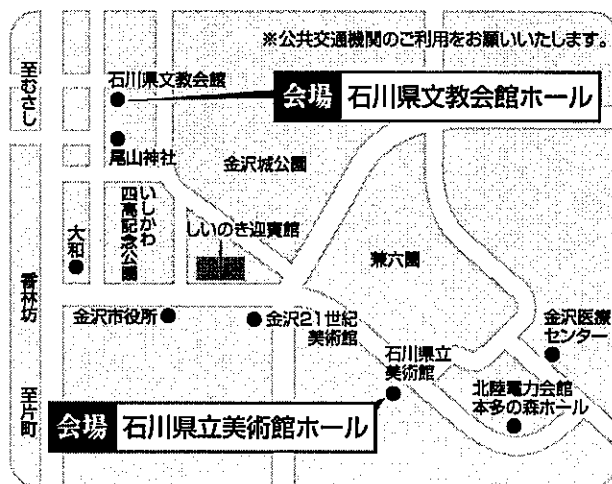 ※公共交通機関のご利用をお願いいたします。
至むさし
石川県文教会館
会場 石川県文教会館ホール
尾山神社
金沢城公園
いしかわ
四高記念公園
しいのき迎賓館
大和
兼六園
香林坊
金沢市役所
金沢21世紀
美術館
石川県立
美術館
金沢医療
センター
北陸電力会館
本多の森ホール
至片町
会場 石川県立美術館ホール